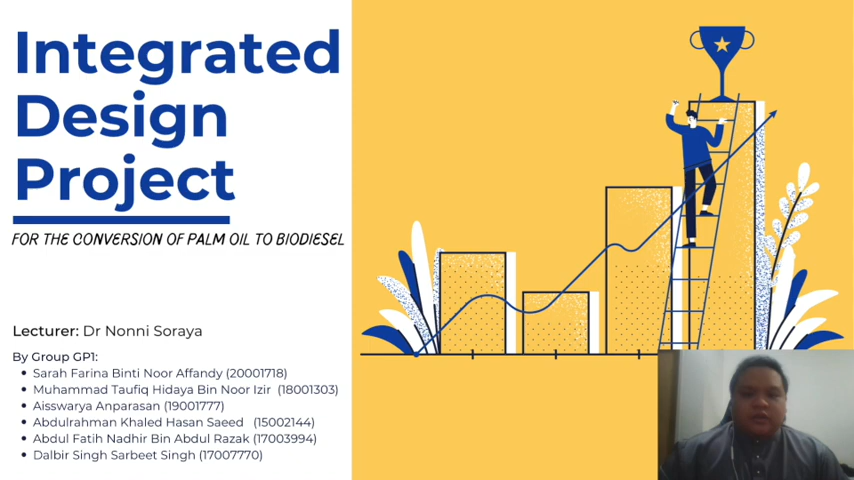 Integrated
Design
Project
FOR THE CONVERSION OF PALM OIL TO BIODIESEL
Lecturer: Dr Nonni Soraya
By Group GP1:
Sarah Farina Binti Noor Affandy (20001718)
Muhammad Taufiq Hidaya Bin Noor Izir (18001303)
Aisswarya Anparasan (19001777)
Abdulrahman Khaled Hasan Saeed (15002144)
Abdul Fatih Nadhir Bin Abdul Razak (17003994)
Dalbir Singh Sarbeet Singh (17007770)